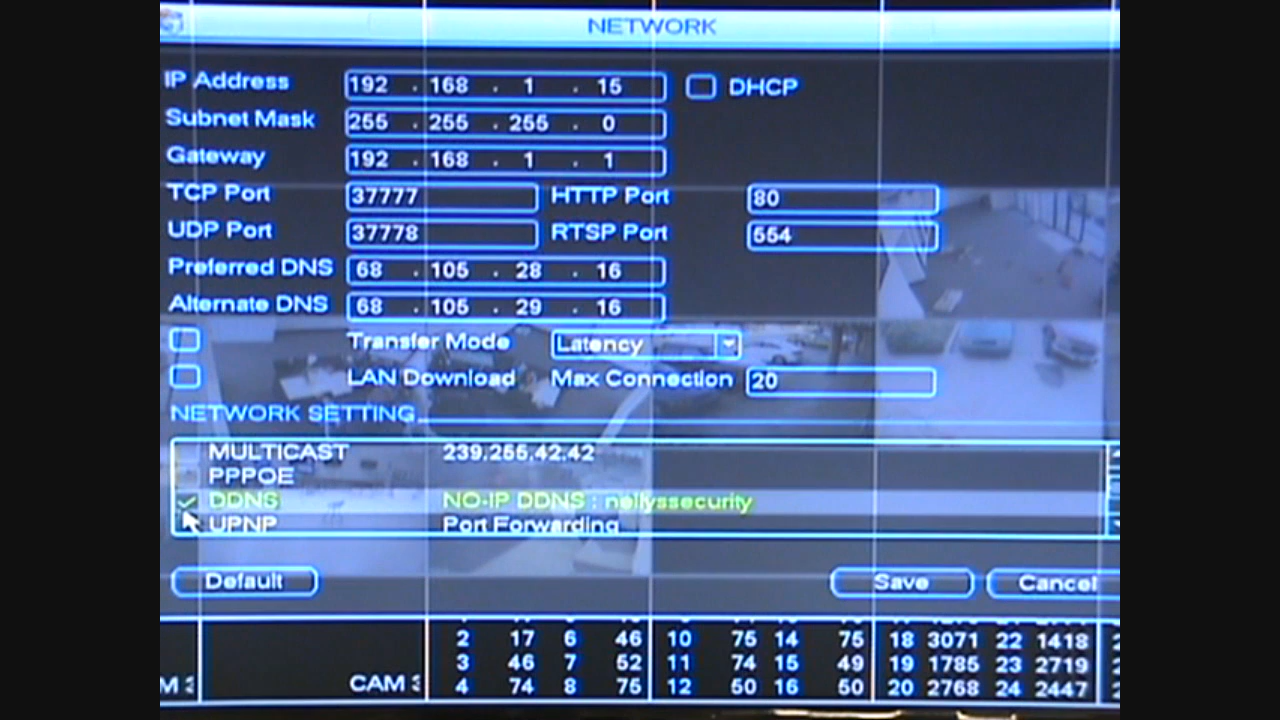 NETWORK
IP Address 192 . 168 . 1 . 15 DHCP
Subnet Mask 255 . 255 . 255 . 0
Gateway 192 . 168 . 1 . 1
TCP Port 37777 HTTP Port 80
UDP Port 37778 RTSP Port 554
Preferred DNS 68 . 105 . 28 . 16
Alternate DNS 68 . 105 . 29 . 16
Transfer Mode Latency
LAN Download Max Connection 20
NETWORK SETTING
MULTICAST 239.255.42.42
PPPOE
DDNS NO-IP DDNS : nellyssecurity
UPNP Port Forwarding
Default Save Cancel
2 17 6 46 10 75 14 75 18 3071 22 1418
3 46 7 52 11 74 15 49 19 1785 23 2719
CAM 4 74 8 75 12 50 16 50 20 2768 24 2447